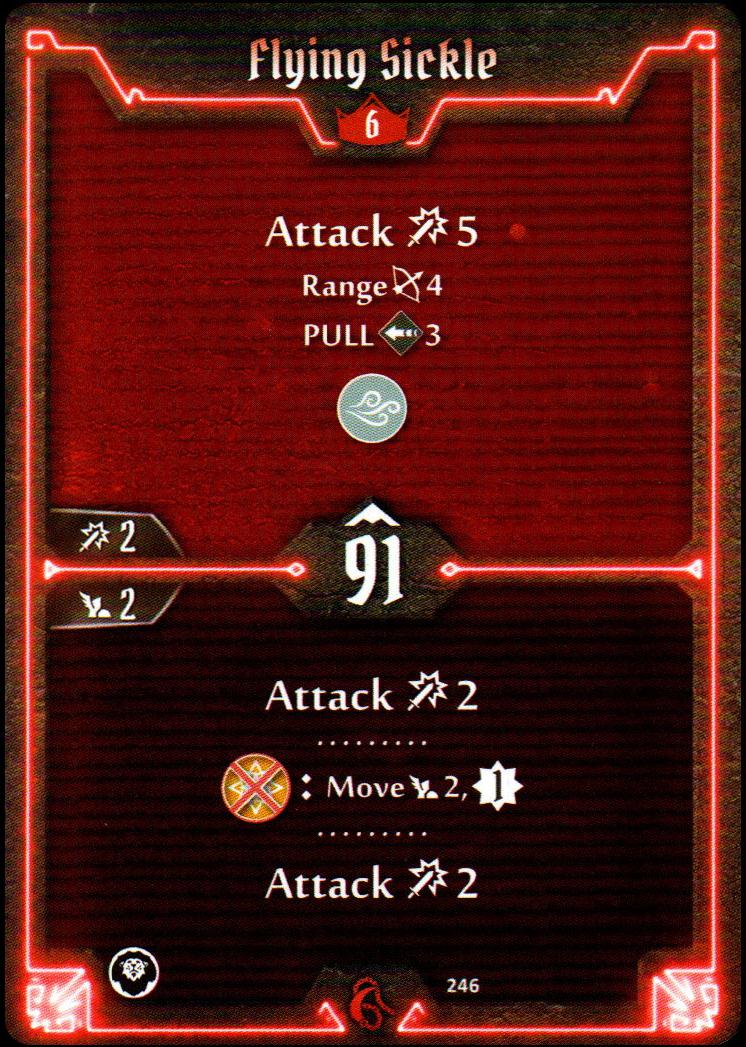 Flying Sickle
6
Attack 5
Range 4
PULL 3
2
91
2
Attack 2
: Move 2, 1
Attack 2
246